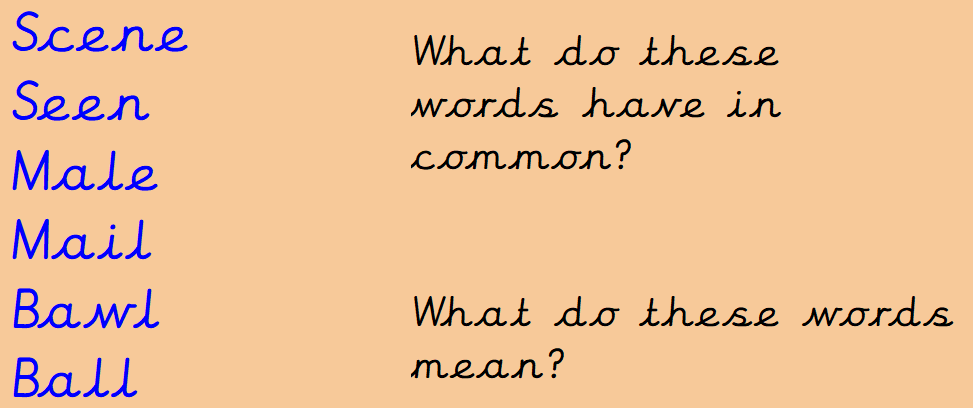 Scene
Seen
Male
Mail
Bawl
Ball
What do these
words have in
common?
What do these words
mean?